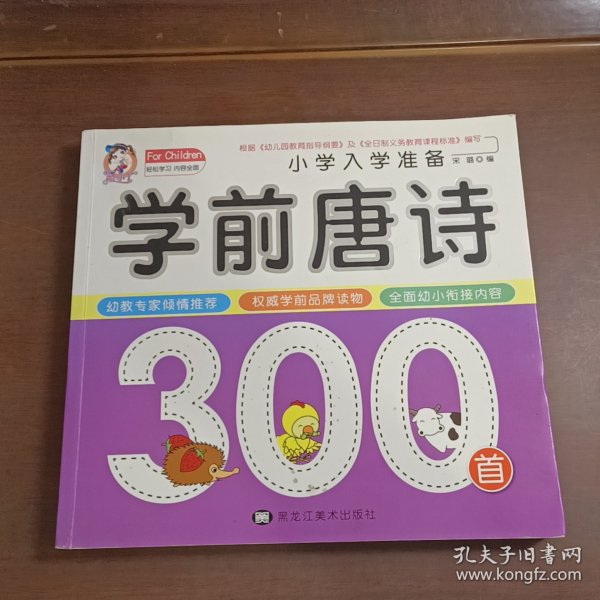 根据《幼儿园教育指导纲要》及《全日制义务教育课程标准》编写
For Children
轻松学习 内容全面
小学入学准备 宋璐 编
学前唐诗
幼教专家倾情推荐 权威学前品牌读物 全面幼小衔接内容
300
首
黑龙江美术出版社
孔夫子旧书网
www.kongfz.com